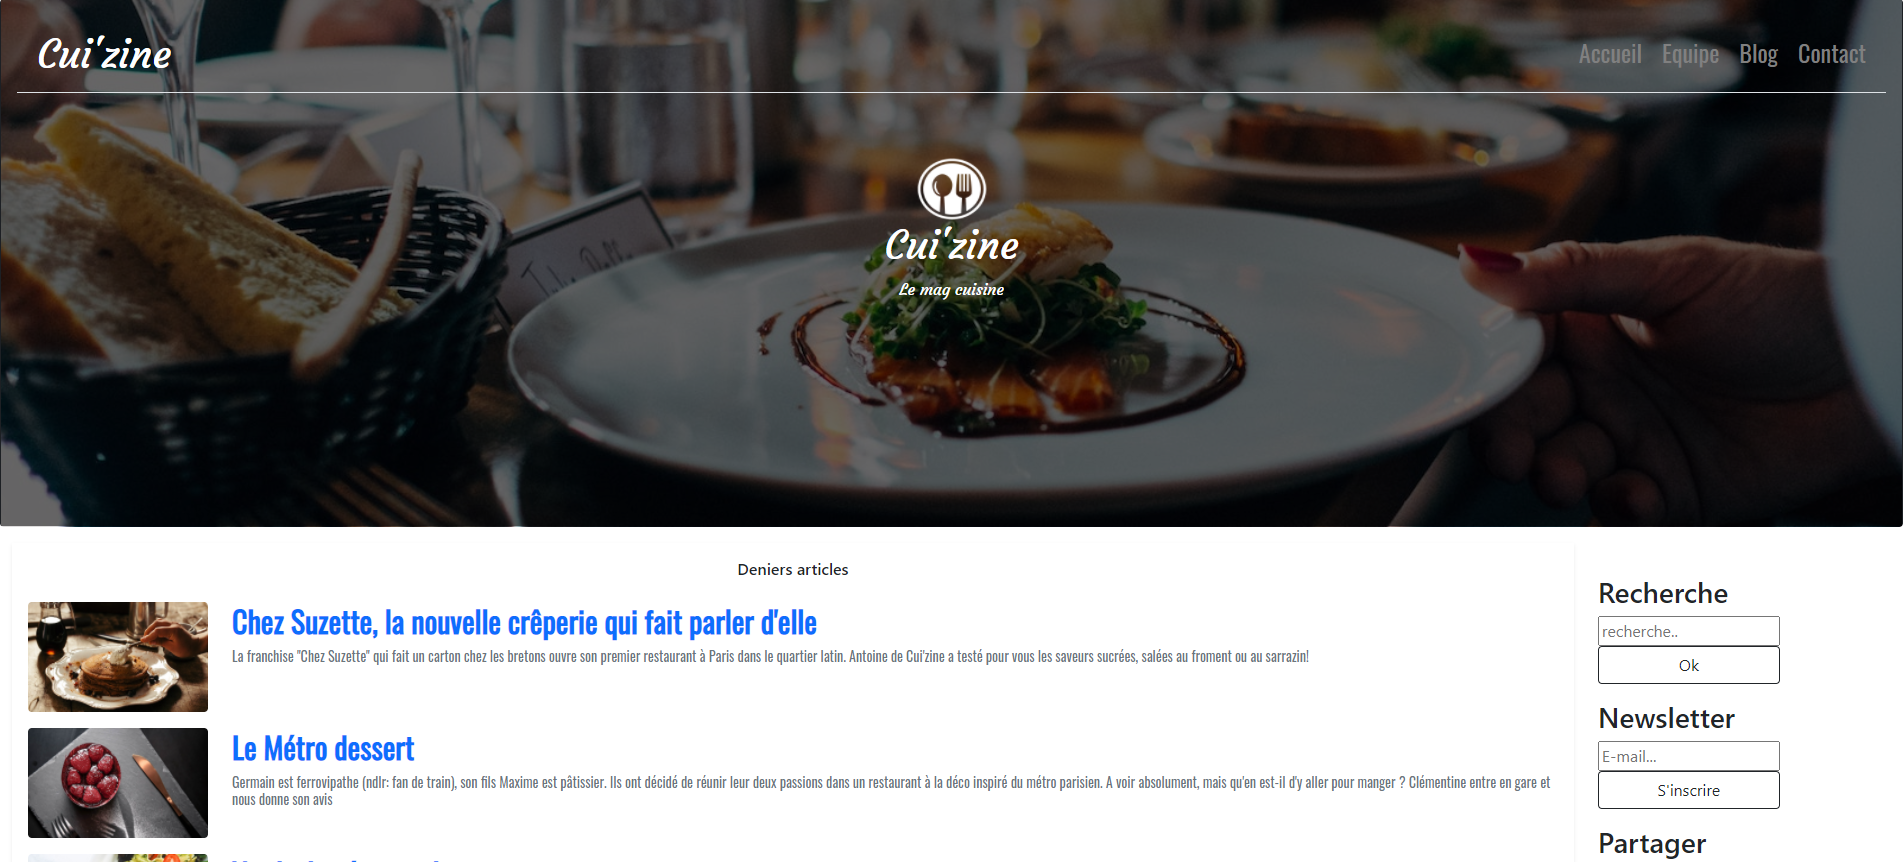 Cui'zine
Accueil Equipe Blog Contact
Cui'zine
Le mag cuisine
Deniers articles
Chez Suzette, la nouvelle crêperie qui fait parler d'elle
La franchise "Chez Suzette" qui fait un carton chez les bretons ouvre son premier restaurant à Paris dans le quartier latin. Antoine de Cui'zine a testé pour vous les saveurs sucrées, salées au froment ou au sarrazin!
Le Métro dessert
Germain est ferrovipathe (ndlr: fan de train), son fils Maxime est pâtissier. Ils ont décidé de réunir leur deux passions dans un restaurant à la déco inspiré du métro parisien. A voir absolument, mais qu'en est-il d'y aller pour manger ? Clémentine entre en gare et
nous donne son avis
Recherche
recherche..
Ok
Newsletter
E-mail...
S'inscrire
Partager